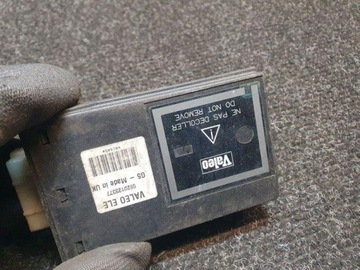 NE PAS DECOLLER
DO NOT REMOVE
Valeo
VALEO ELE
05 - Made in UK